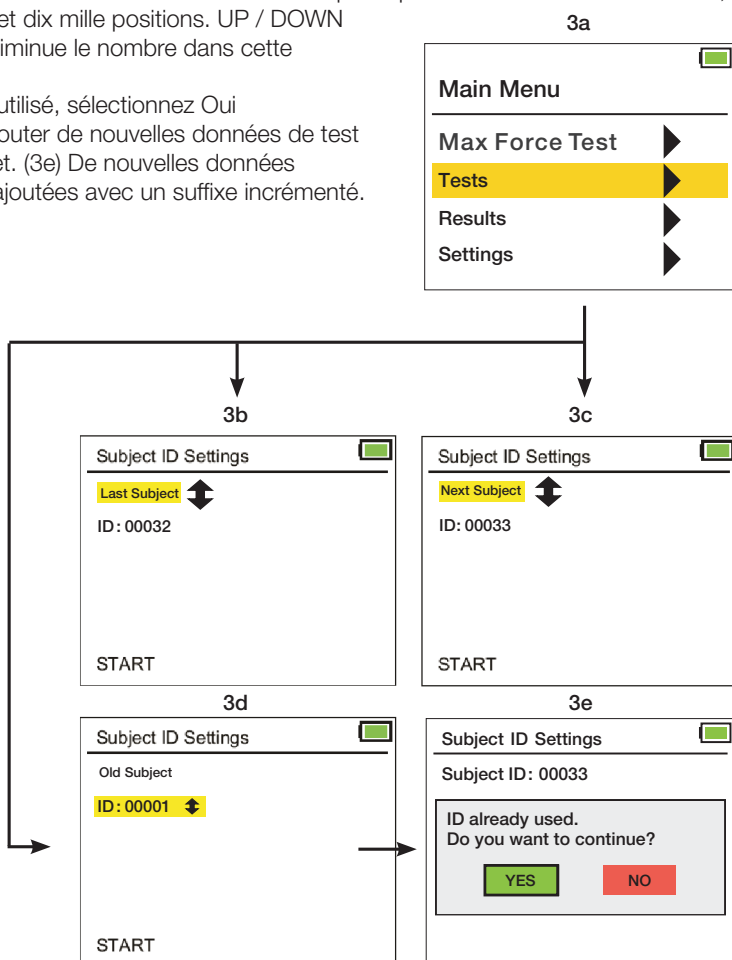 et dix mille positions. UP / DOWN
iminue le nombre dans cette
utilisé, sélectionnez Oui
outer de nouvelles données de test
et. (3e) De nouvelles données
ajoutées avec un suffixe incrémenté.
3a
Main Menu
Max Force Test
Tests
Results
Settings
3b
Subject ID Settings
Last Subject
ID: 00032
START
3c
Subject ID Settings
Next Subject
ID: 00033
START
3d
Subject ID Settings
Old Subject
ID: 00001
START
3e
Subject ID Settings
Subject ID: 00033
ID already used.
Do you want to continue?
YES NO